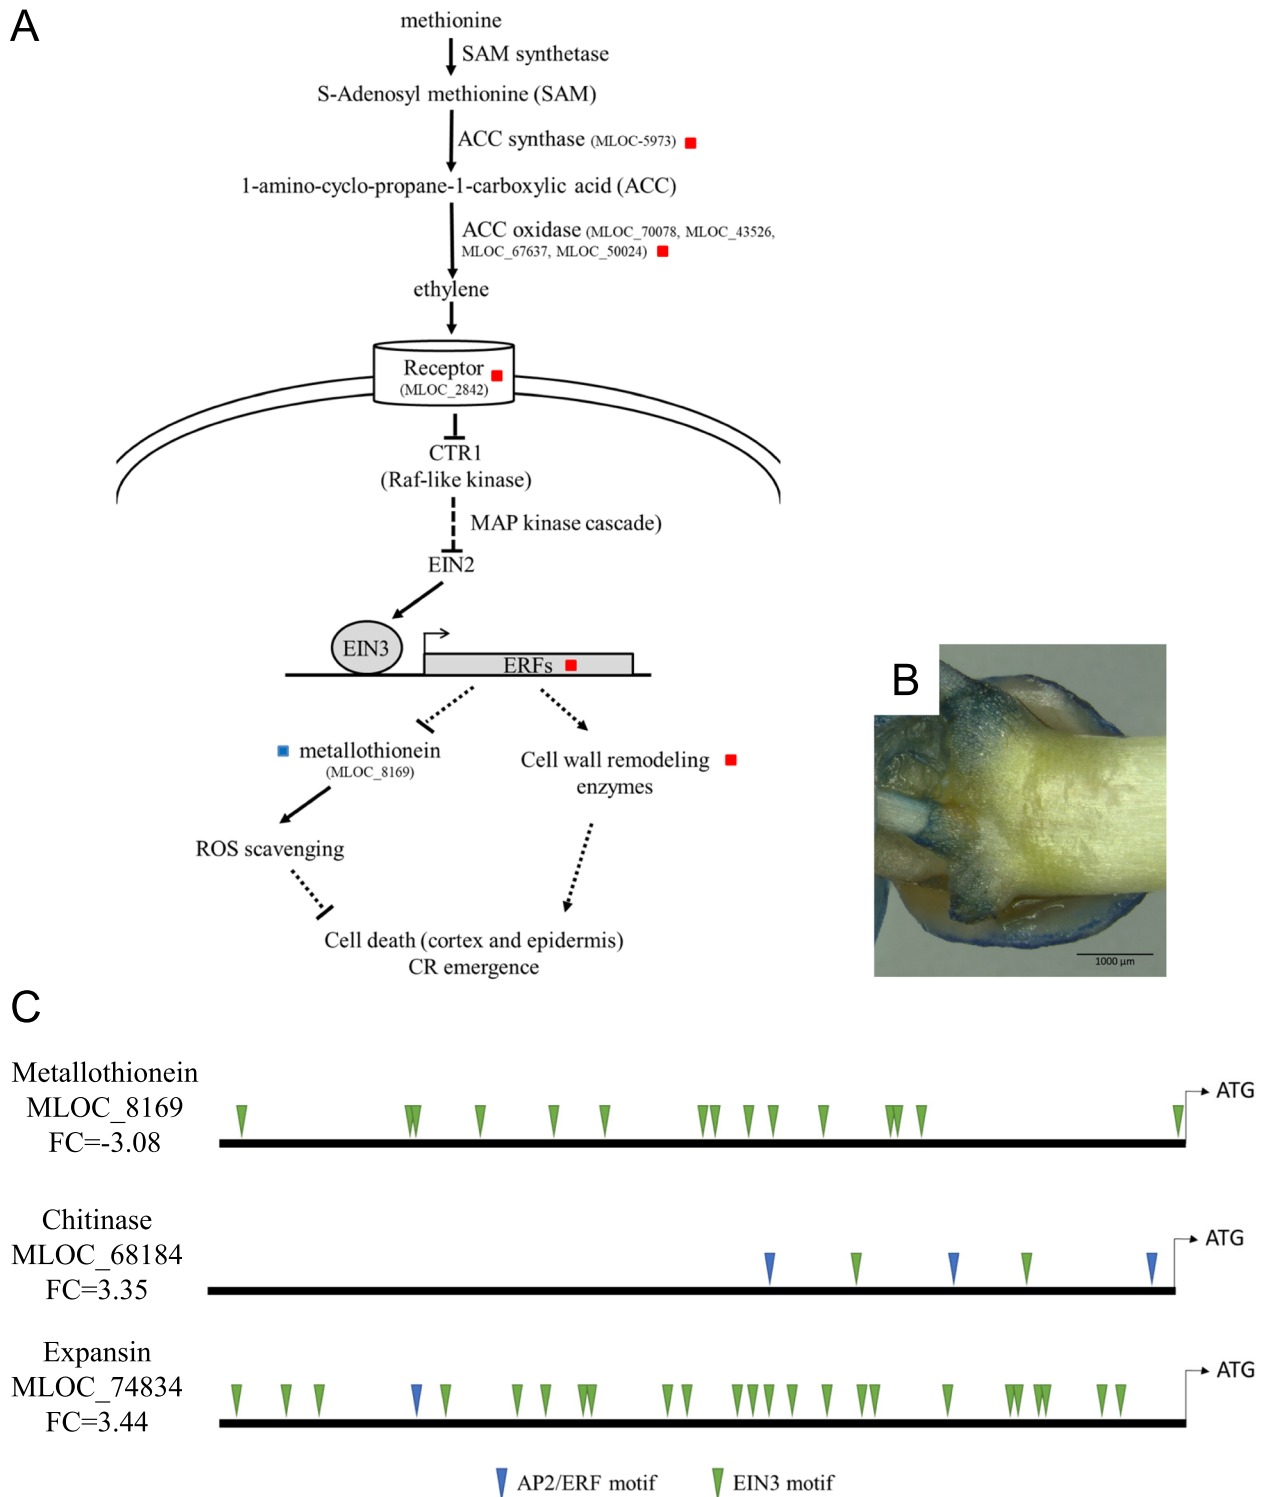 A
methionine
SAM synthetase
S-Adenosyl methionine (SAM)
ACC synthase (MLOC-5973)
1-amino-cyclo-propane-1-carboxylic acid (ACC)
ACC oxidase (MLOC_70078, MLOC_43526,
MLOC_67637, MLOC_50024)
ethylene
Receptor
(MLOC_2842)
CTR1
(Raf-like kinase)
MAP kinase cascade)
EIN2
EIN3
ERFs
metallothionein
(MLOC_8169)
Cell wall remodeling
enzymes
ROS scavenging
Cell death (cortex and epidermis)
CR emergence
B
1000 µm
C
Metallothionein
MLOC_8169
FC=-3.08
ATG
Chitinase
MLOC_68184
FC=3.35
ATG
Expansin
MLOC_74834
FC=3.44
ATG
AP2/ERF motif
EIN3 motif